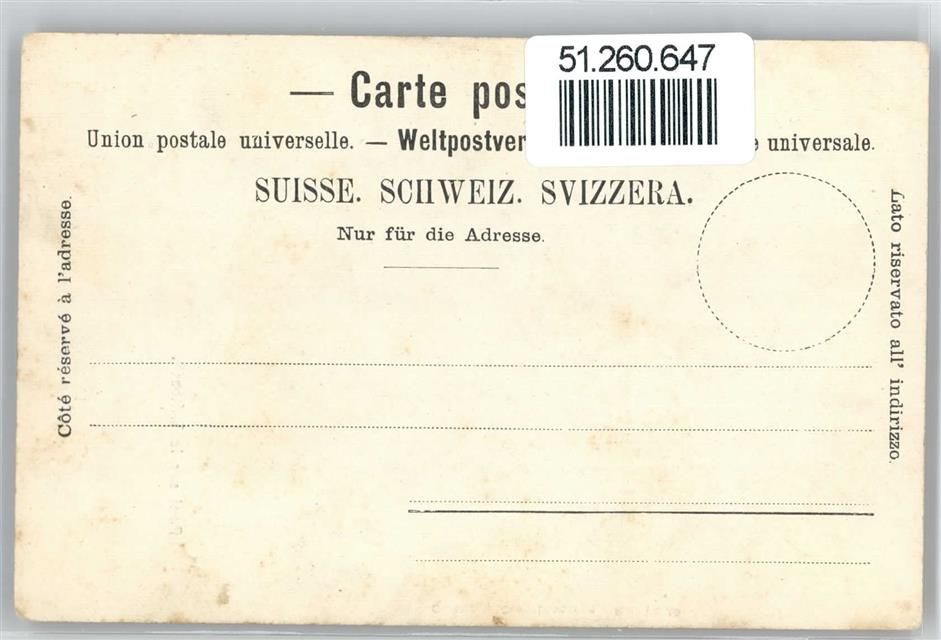 51.260.647
— Carte pos
Union postale universelle. — Weltpostver
e universale.
SUISSE. SCHWEIZ. SVIZZERA.
Nur für die Adresse.
Côté réservé à l'adresse.
Lato riservato all' indirizzo.